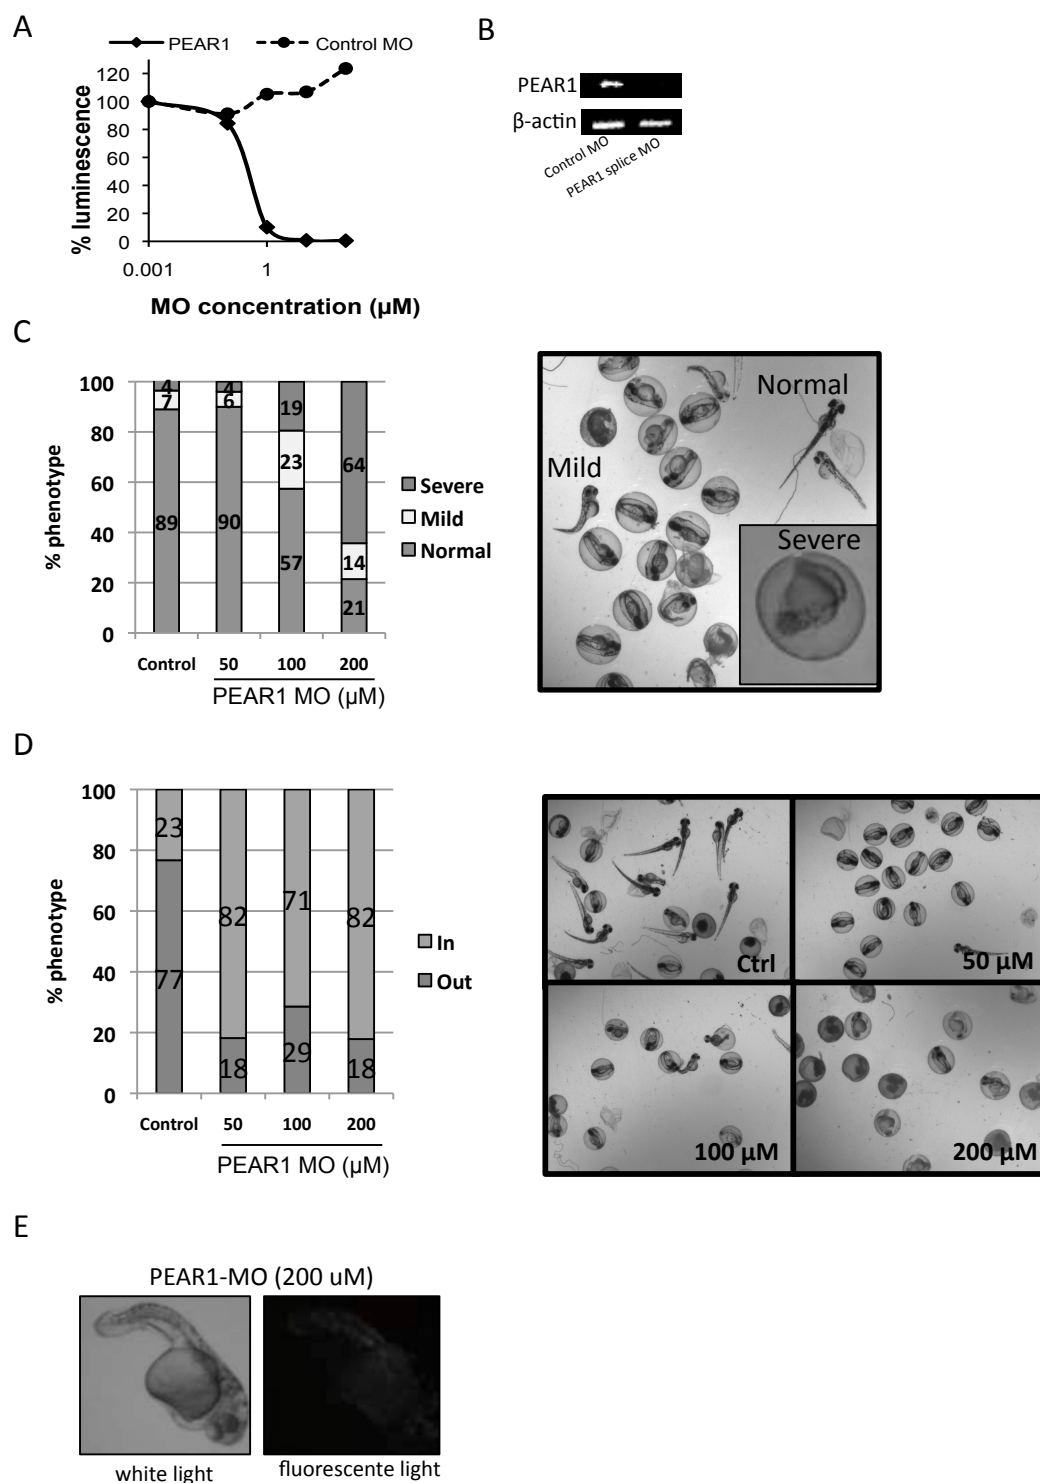 A
PEAR1 Control MO
120
100
80
60
40
20
0
% luminescence
0.001 1
MO concentration (µM)
B
PEAR1
β-actin
Control MO
PEAR1 splice MO
C
100
80
60
40
20
0
% phenotype
4 4 19 64
7 6 23 14
89 90 57 21
Severe
Mild
Normal
Control 50 100 200
PEAR1 MO (µM)
Normal
Mild
Severe
D
100
80
60
40
20
0
% phenotype
23 82 71 82
77 18 29 18
In
Out
Control 50 100 200
PEAR1 MO (µM)
Ctrl
50 µM
100 µM
200 µM
E
PEAR1-MO (200 uM)
white light
fluorescente light